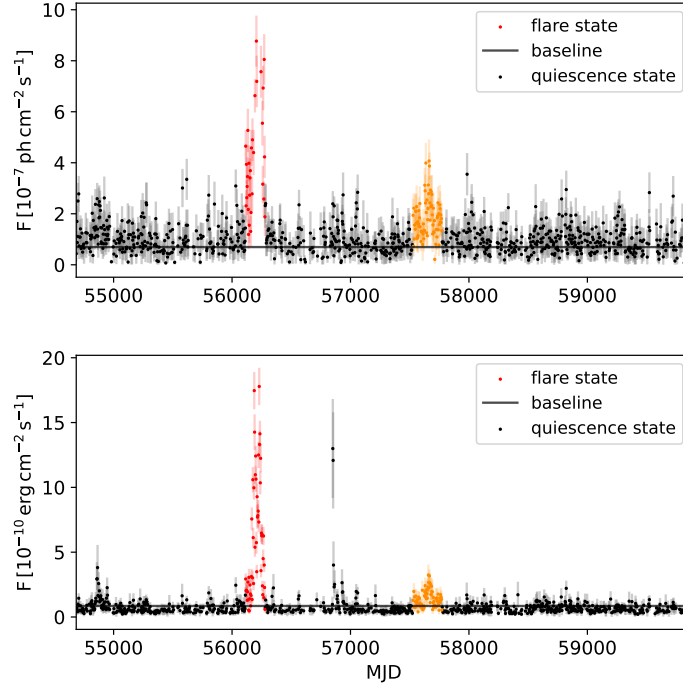 10
8
6
4
2
0
F [10⁻⁷ ph cm⁻² s⁻¹]
flare state
baseline
quiescence state
55000 56000 57000 58000 59000
20
15
10
5
0
F [10⁻¹⁰ erg cm⁻² s⁻¹]
flare state
baseline
quiescence state
55000 56000 57000 58000 59000
MJD